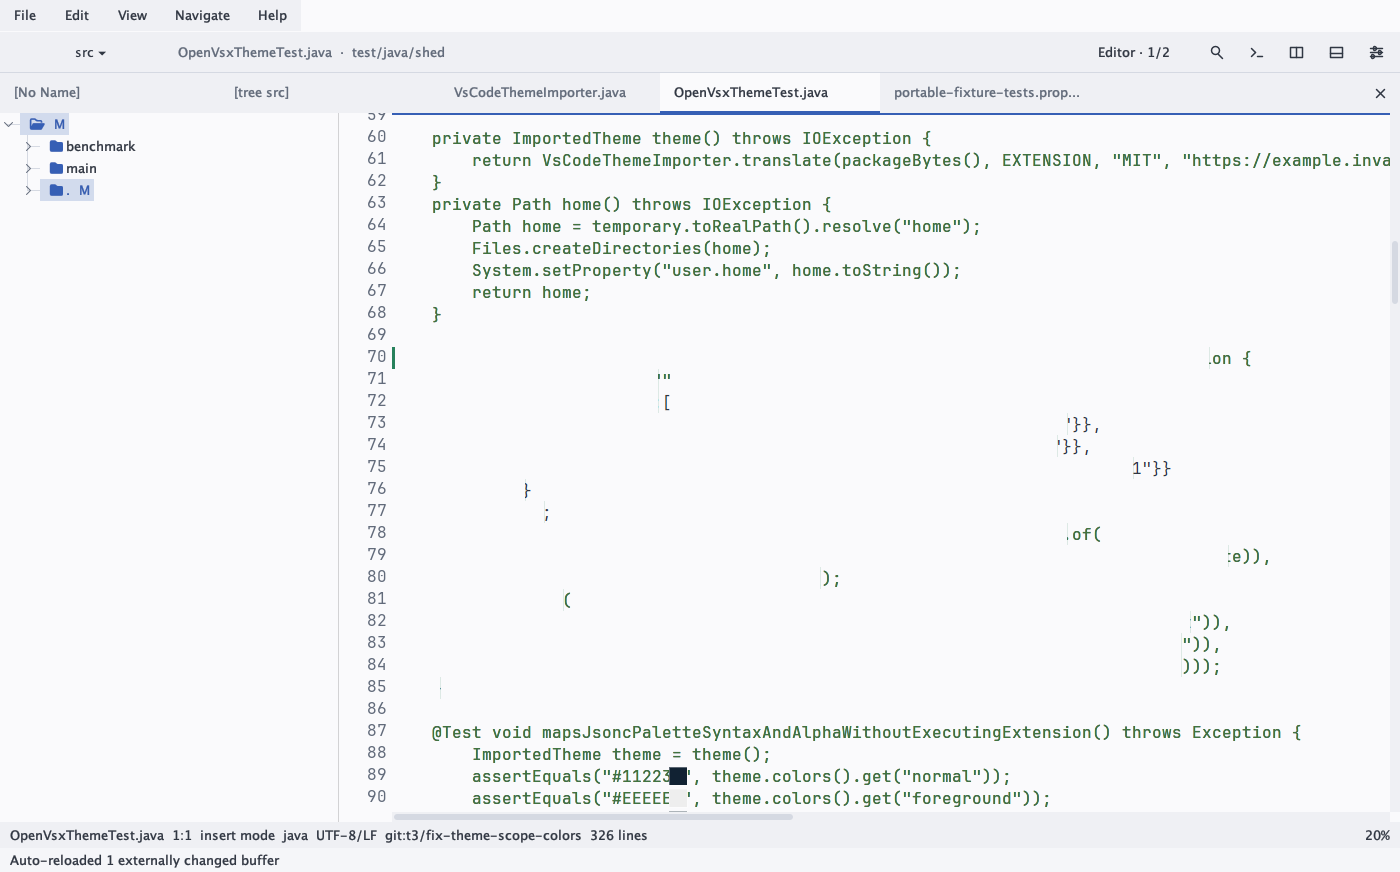 File Edit View Navigate Help
src OpenVsxThemeTest.java · test/java/shed Editor · 1/2
[No Name] [tree src] VsCodeThemeImporter.java OpenVsxThemeTest.java portable-fixture-tests.prop...
M
benchmark
main
. M
59
60 private ImportedTheme theme() throws IOException {
61 return VsCodeThemeImporter.translate(packageBytes(), EXTENSION, "MIT", "https://example.inva
62 }
63 private Path home() throws IOException {
64 Path home = temporary.toRealPath().resolve("home");
65 Files.createDirectories(home);
66 System.setProperty("user.home", home.toString());
67 return home;
68 }
69
70 on {
71 '"
72 [
73 '}},
74 '}},
75 1"}}
76 }
77 ;
78 .of(
79 e)),
80 );
81 (
82 ")),
83 ")),
84 )));
85
86
87 @Test void mapsJsoncPaletteSyntaxAndAlphaWithoutExecutingExtension() throws Exception {
88 ImportedTheme theme = theme();
89 assertEquals("#11223 ', theme.colors().get("normal"));
90 assertEquals("#EEEEE ', theme.colors().get("foreground"));
OpenVsxThemeTest.java 1:1 insert mode java UTF-8/LF git:t3/fix-theme-scope-colors 326 lines 20%
Auto-reloaded 1 externally changed buffer